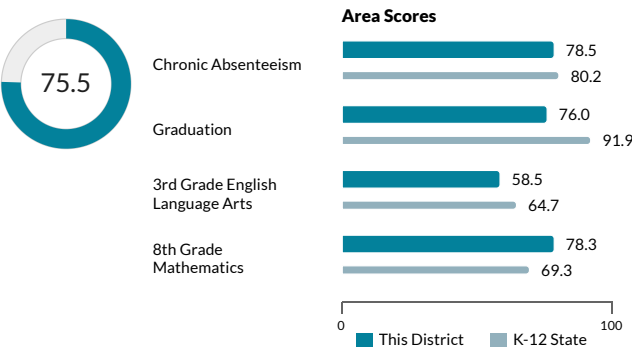 Area Scores
75.5
Chronic Absenteeism
78.5
80.2
Graduation
76.0
91.9
3rd Grade English
Language Arts
58.5
64.7
8th Grade
Mathematics
78.3
69.3
0 100
This District K-12 State